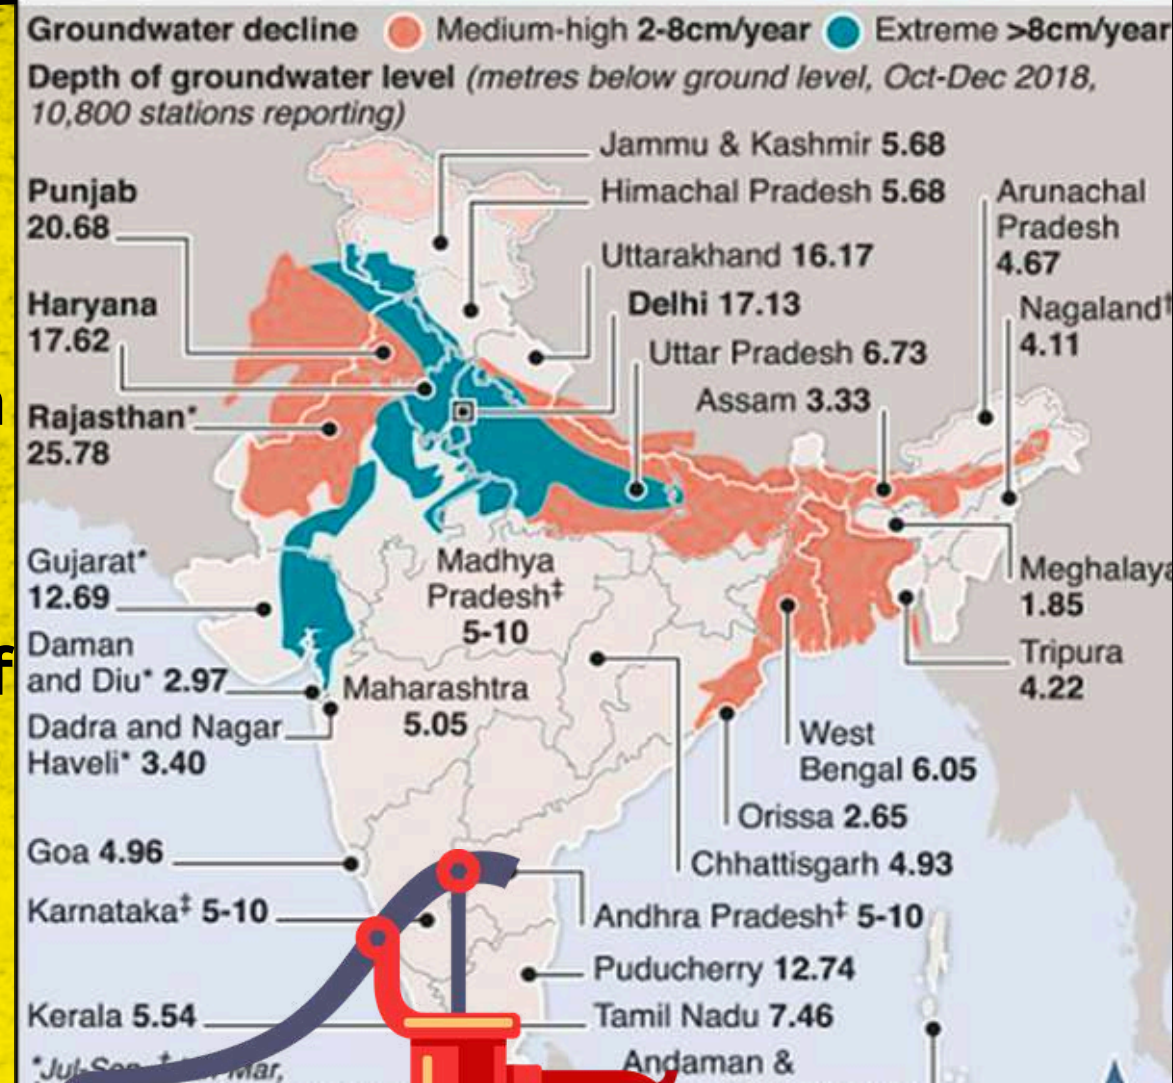 Groundwater decline Medium-high 2-8cm/year Extreme >8cm/year
Depth of groundwater level (metres below ground level, Oct-Dec 2018,
10,800 stations reporting)
Jammu & Kashmir 5.68
Himachal Pradesh 5.68
Arunachal
Pradesh
4.67
Punjab
20.68
Uttarakhand 16.17
Delhi 17.13
Nagaland‡
4.11
Haryana
17.62
Uttar Pradesh 6.73
Assam 3.33
Rajasthan*
25.78
Gujarat*
12.69
Madhya
Pradesh‡
5-10
Meghalaya
1.85
Daman
and Diu* 2.97
Maharashtra
5.05
Tripura
4.22
Dadra and Nagar
Haveli* 3.40
West
Bengal 6.05
Orissa 2.65
Goa 4.96
Chhattisgarh 4.93
Karnataka‡ 5-10
Andhra Pradesh‡ 5-10
Puducherry 12.74
Kerala 5.54
Tamil Nadu 7.46
Andaman &
*Jul-Sep, Mar,